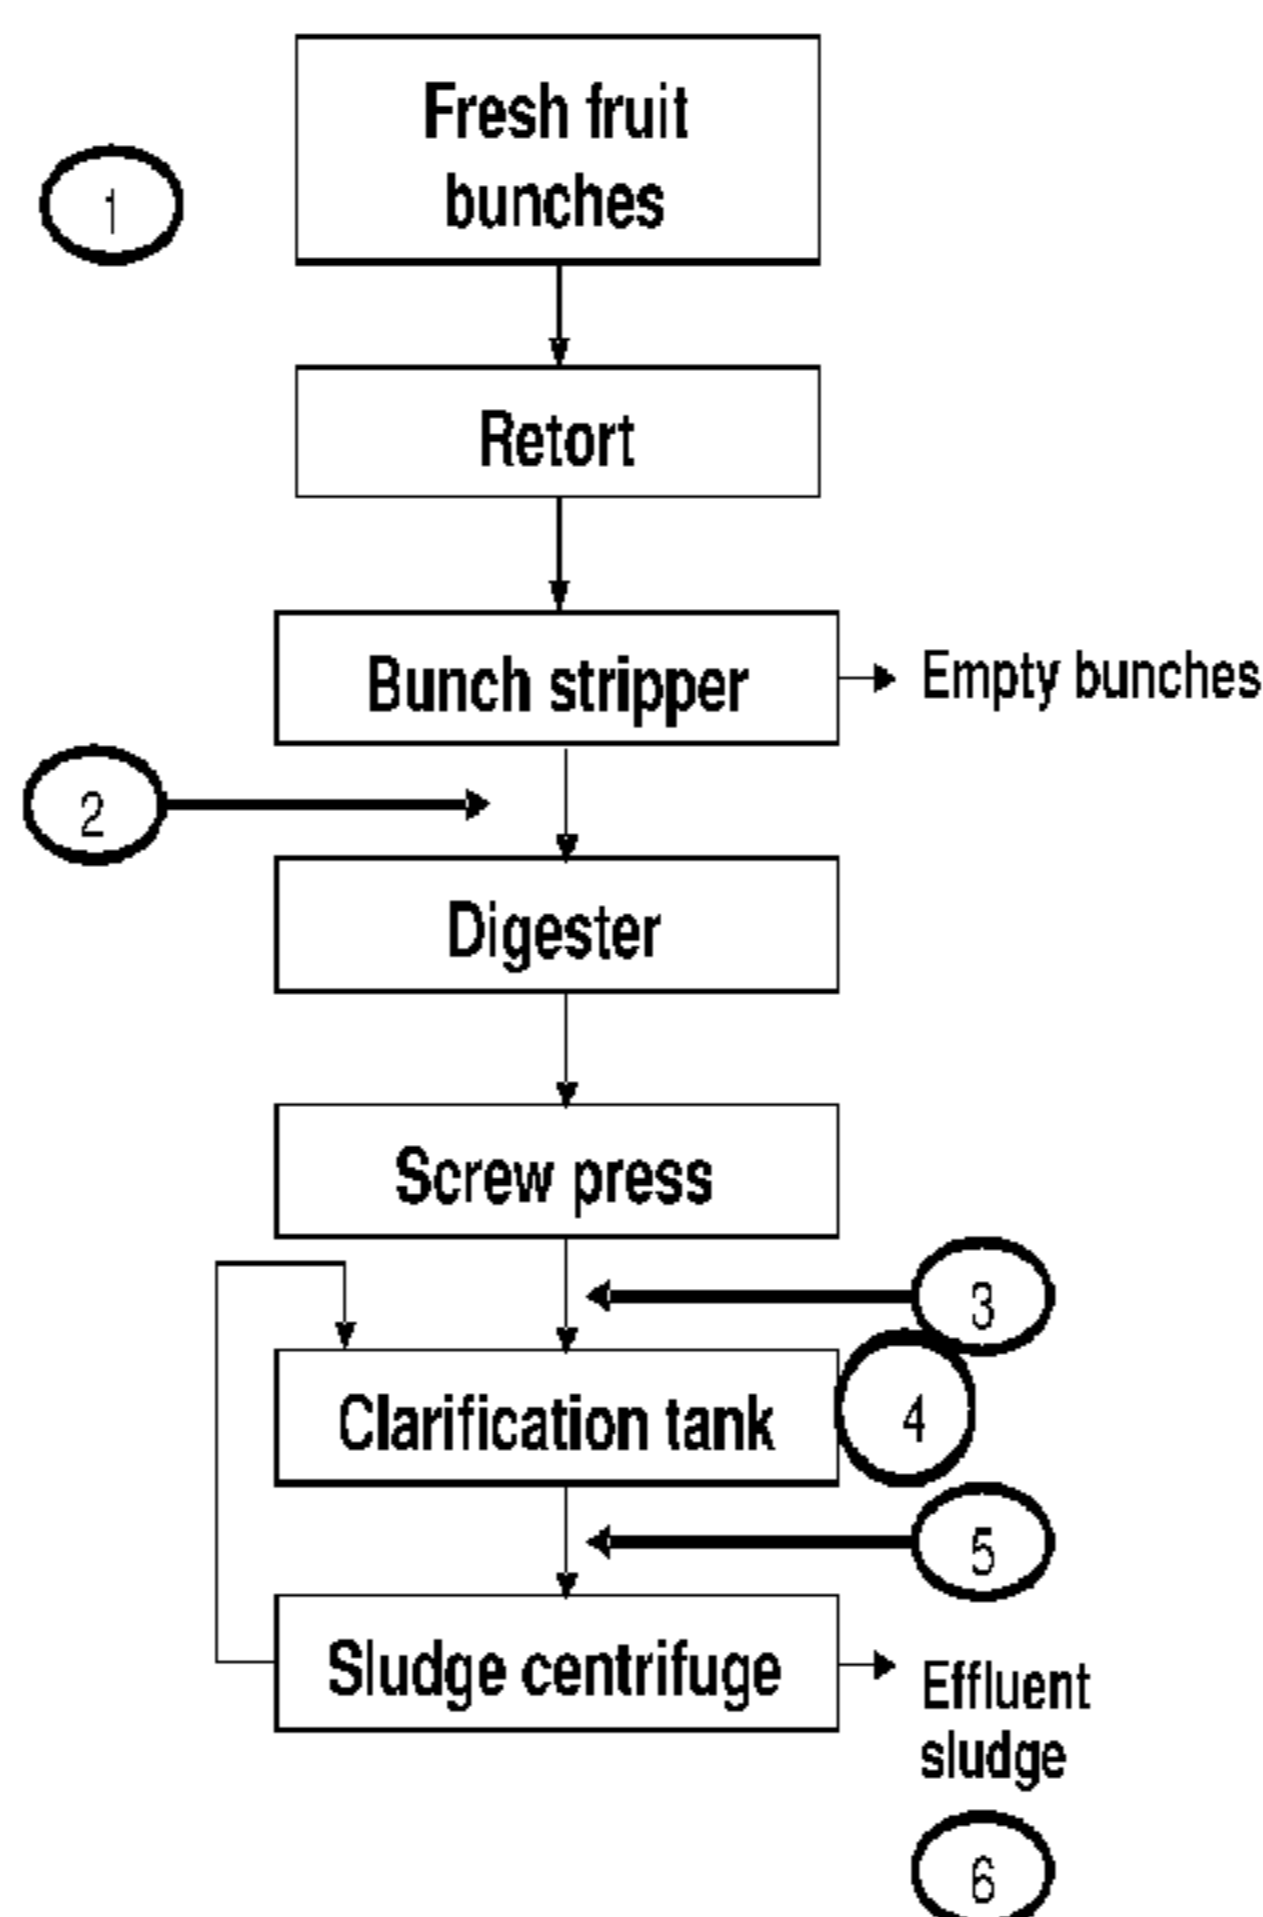 Fresh fruit
bunches
1
Retort
Bunch stripper
Empty bunches
2
Digester
Screw press
3
Clarification tank
4
5
Sludge centrifuge
Effluent
sludge
6